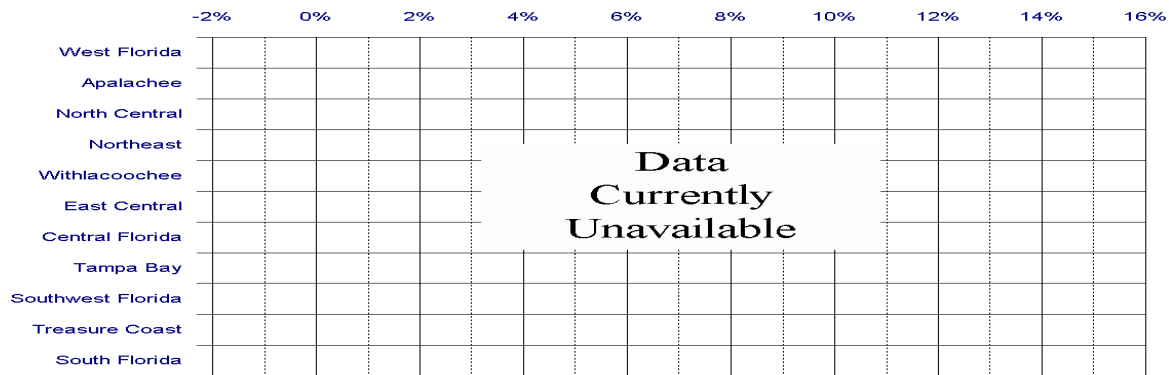 -2% 0% 2% 4% 6% 8% 10% 12% 14% 16%
West Florida
Apalachee
North Central
Northeast
Withlacoochee
East Central
Central Florida
Tampa Bay
Southwest Florida
Treasure Coast
South Florida
Data
Currently
Unavailable